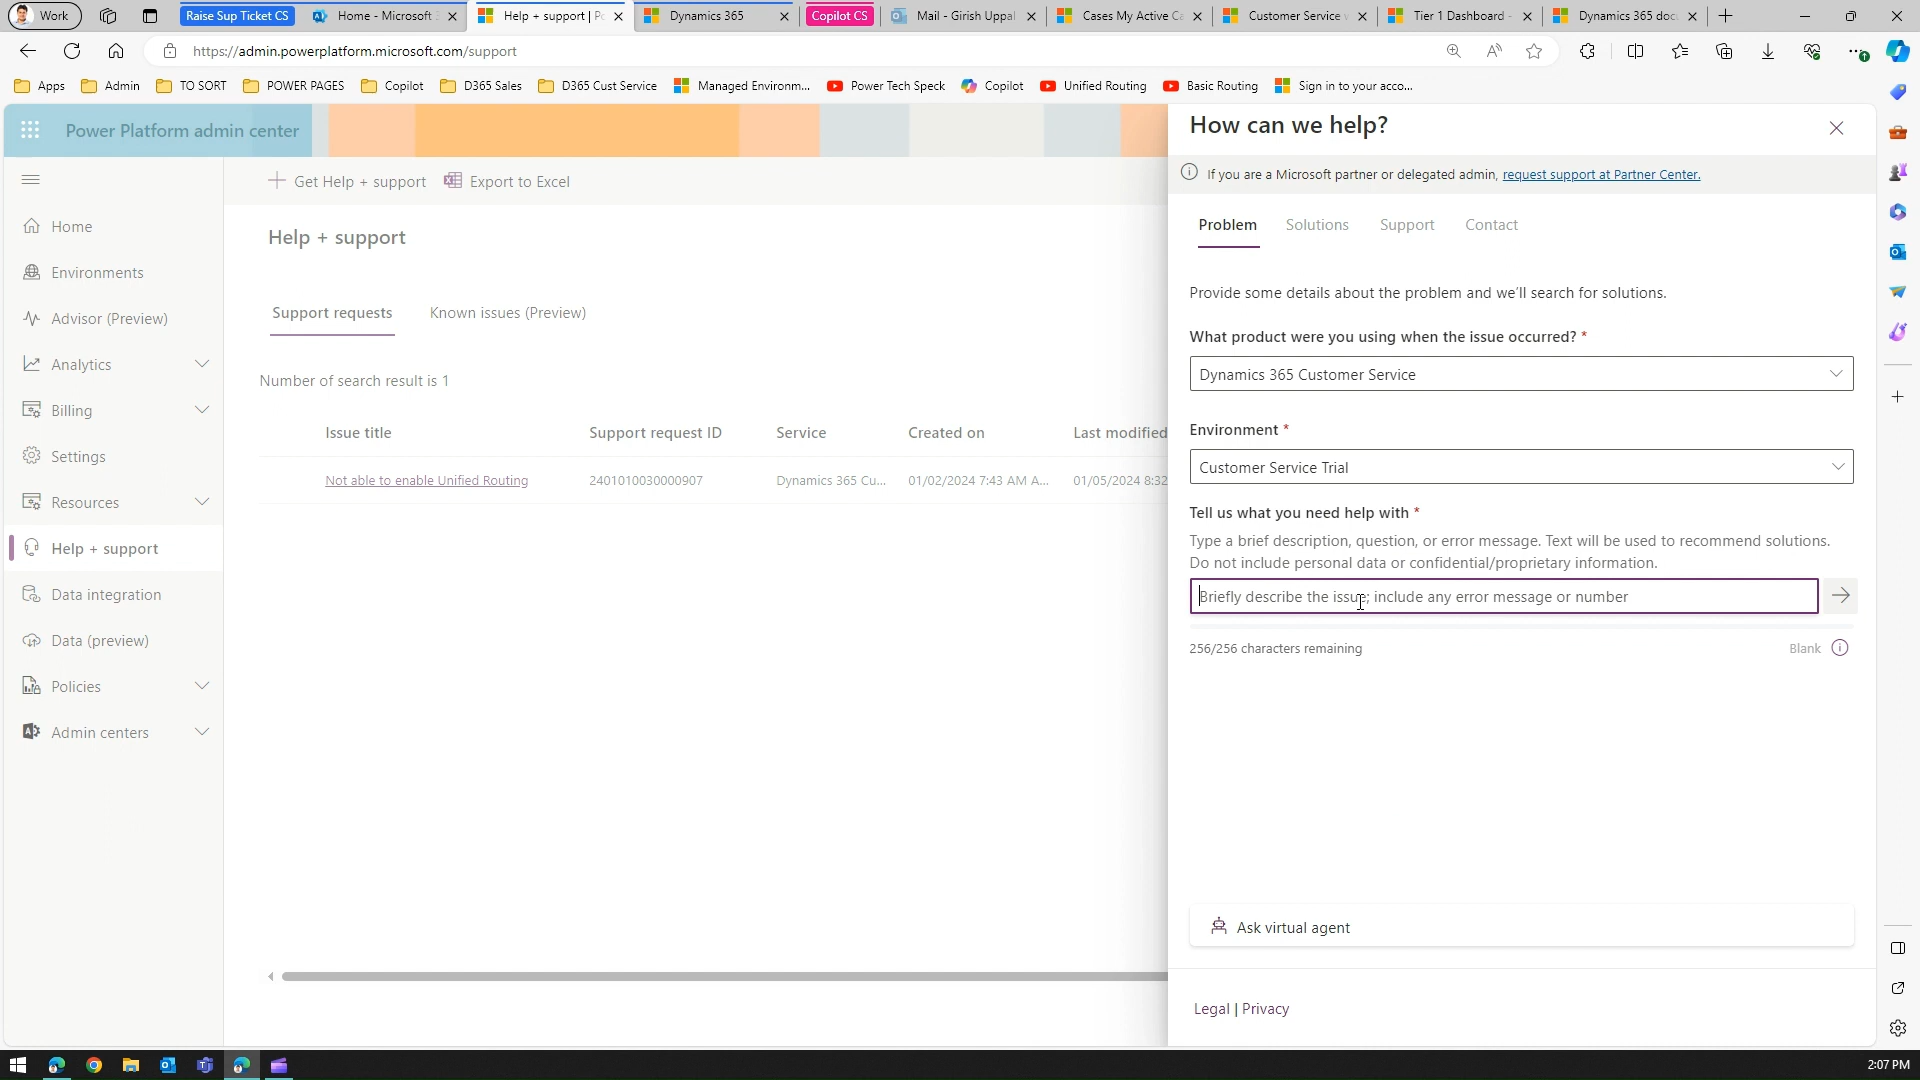 Work
Raise Sup Ticket CS
Home - Microsoft 3
Help + support | Po
Dynamics 365
Copilot CS
Mail - Girish Uppal
Cases My Active Ca
Customer Service w
Tier 1 Dashboard -
Dynamics 365 doc
https://admin.powerplatform.microsoft.com/support
Apps
Admin
TO SORT
POWER PAGES
Copilot
D365 Sales
D365 Cust Service
Managed Environm...
Power Tech Speck
Copilot
Unified Routing
Basic Routing
Sign in to your acco...
Power Platform admin center
Home
Environments
Advisor (Preview)
Analytics
Billing
Settings
Resources
Help + support
Data integration
Data (preview)
Policies
Admin centers
Get Help + support
Export to Excel
Help + support
Support requests
Known issues (Preview)
Number of search result is 1
Issue title
Support request ID
Service
Created on
Last modified
Not able to enable Unified Routing
2401010030000907
Dynamics 365 Cu...
01/02/2024 7:43 AM A...
01/05/2024 8:32
How can we help?
If you are a Microsoft partner or delegated admin, request support at Partner Center.
Problem
Solutions
Support
Contact
Provide some details about the problem and we'll search for solutions.
What product were you using when the issue occurred? *
Dynamics 365 Customer Service
Environment *
Customer Service Trial
Tell us what you need help with *
Type a brief description, question, or error message. Text will be used to recommend solutions.
Do not include personal data or confidential/proprietary information.
Briefly describe the issue; include any error message or number
256/256 characters remaining
Blank
Ask virtual agent
Legal | Privacy
2:07 PM